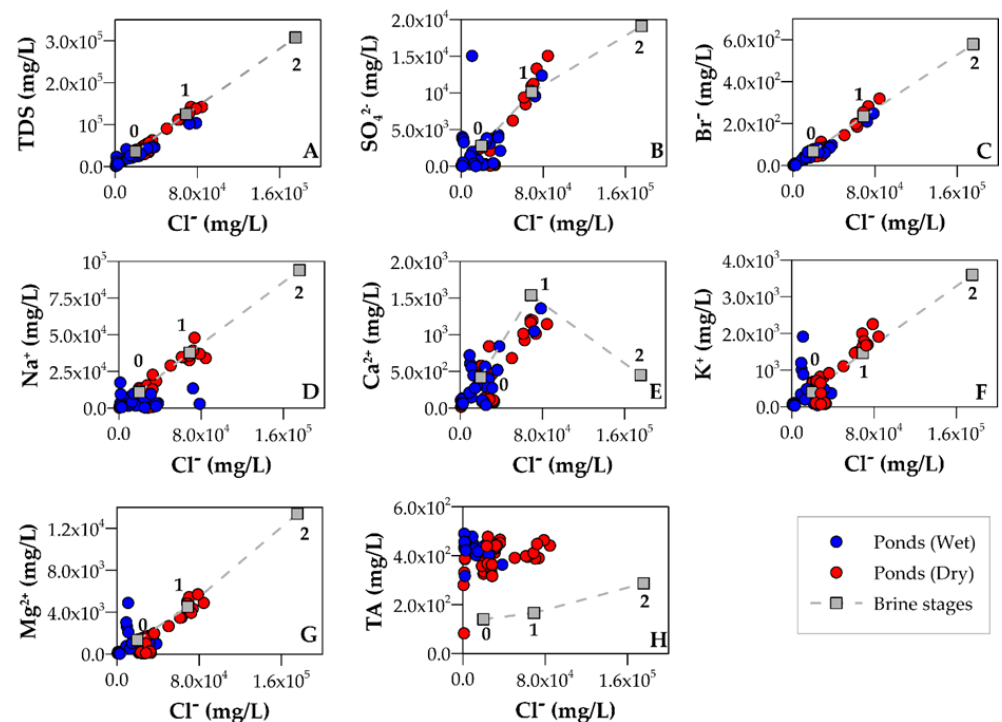 TDS (mg/L)
3.0x10⁵
2.0x10⁵
10⁵
0.0
0
1
2
A
0.0
8.0x10⁴
1.6x10⁵
Cl⁻ (mg/L)
SO₄²⁻ (mg/L)
2.0x10⁴
1.5x10⁴
10⁴
5.0x10³
0.0
0
1
2
B
0.0
8.0x10⁴
1.6x10⁵
Cl⁻ (mg/L)
Br⁻ (mg/L)
6.0x10²
4.0x10²
2.0x10²
0.0
0
1
2
C
0.0
8.0x10⁴
1.6x10⁵
Cl⁻ (mg/L)
Na⁺ (mg/L)
10⁵
7.5x10⁴
5.0x10⁴
2.5x10⁴
0.0
0
1
2
D
0.0
8.0x10⁴
1.6x10⁵
Cl⁻ (mg/L)
Ca²⁺ (mg/L)
2.0x10³
1.5x10³
10³
5.0x10²
0.0
0
1
2
E
0.0
8.0x10⁴
1.6x10⁵
Cl⁻ (mg/L)
K⁺ (mg/L)
4.0x10³
3.0x10³
2.0x10³
10³
0.0
0
1
2
F
0.0
8.0x10⁴
1.6x10⁵
Cl⁻ (mg/L)
Mg²⁺ (mg/L)
1.2x10⁴
8.0x10³
4.0x10³
0.0
0
1
2
G
0.0
8.0x10⁴
1.6x10⁵
Cl⁻ (mg/L)
TA (mg/L)
6.0x10²
4.0x10²
2.0x10²
0.0
0
1
2
H
0.0
8.0x10⁴
1.6x10⁵
Cl⁻ (mg/L)
Ponds (Wet)
Ponds (Dry)
Brine stages